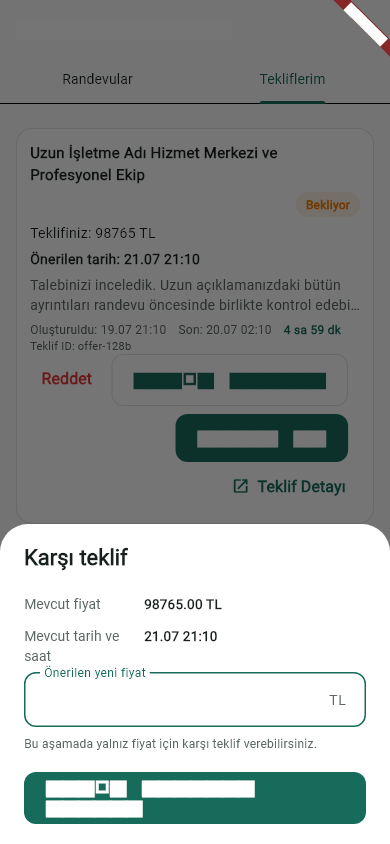 Randevular
Tekliflerim
Uzun İşletme Adı Hizmet Merkezi ve
Profesyonel Ekip
Bekliyor
Teklifiniz: 98765 TL
Önerilen tarih: 21.07 21:10
Talebinizi inceledik. Uzun açıklamanızdaki bütün
ayrıntıları randevu öncesinde birlikte kontrol edebi…
Oluşturuldu: 19.07 21:10 Son: 20.07 02:10 4 sa 59 dk
Teklif ID: offer-128b
Reddet
Teklif Detayı
Karşı teklif
Mevcut fiyat 98765.00 TL
Mevcut tarih ve 21.07 21:10
saat
Önerilen yeni fiyat
TL
Bu aşamada yalnız fiyat için karşı teklif verebilirsiniz.